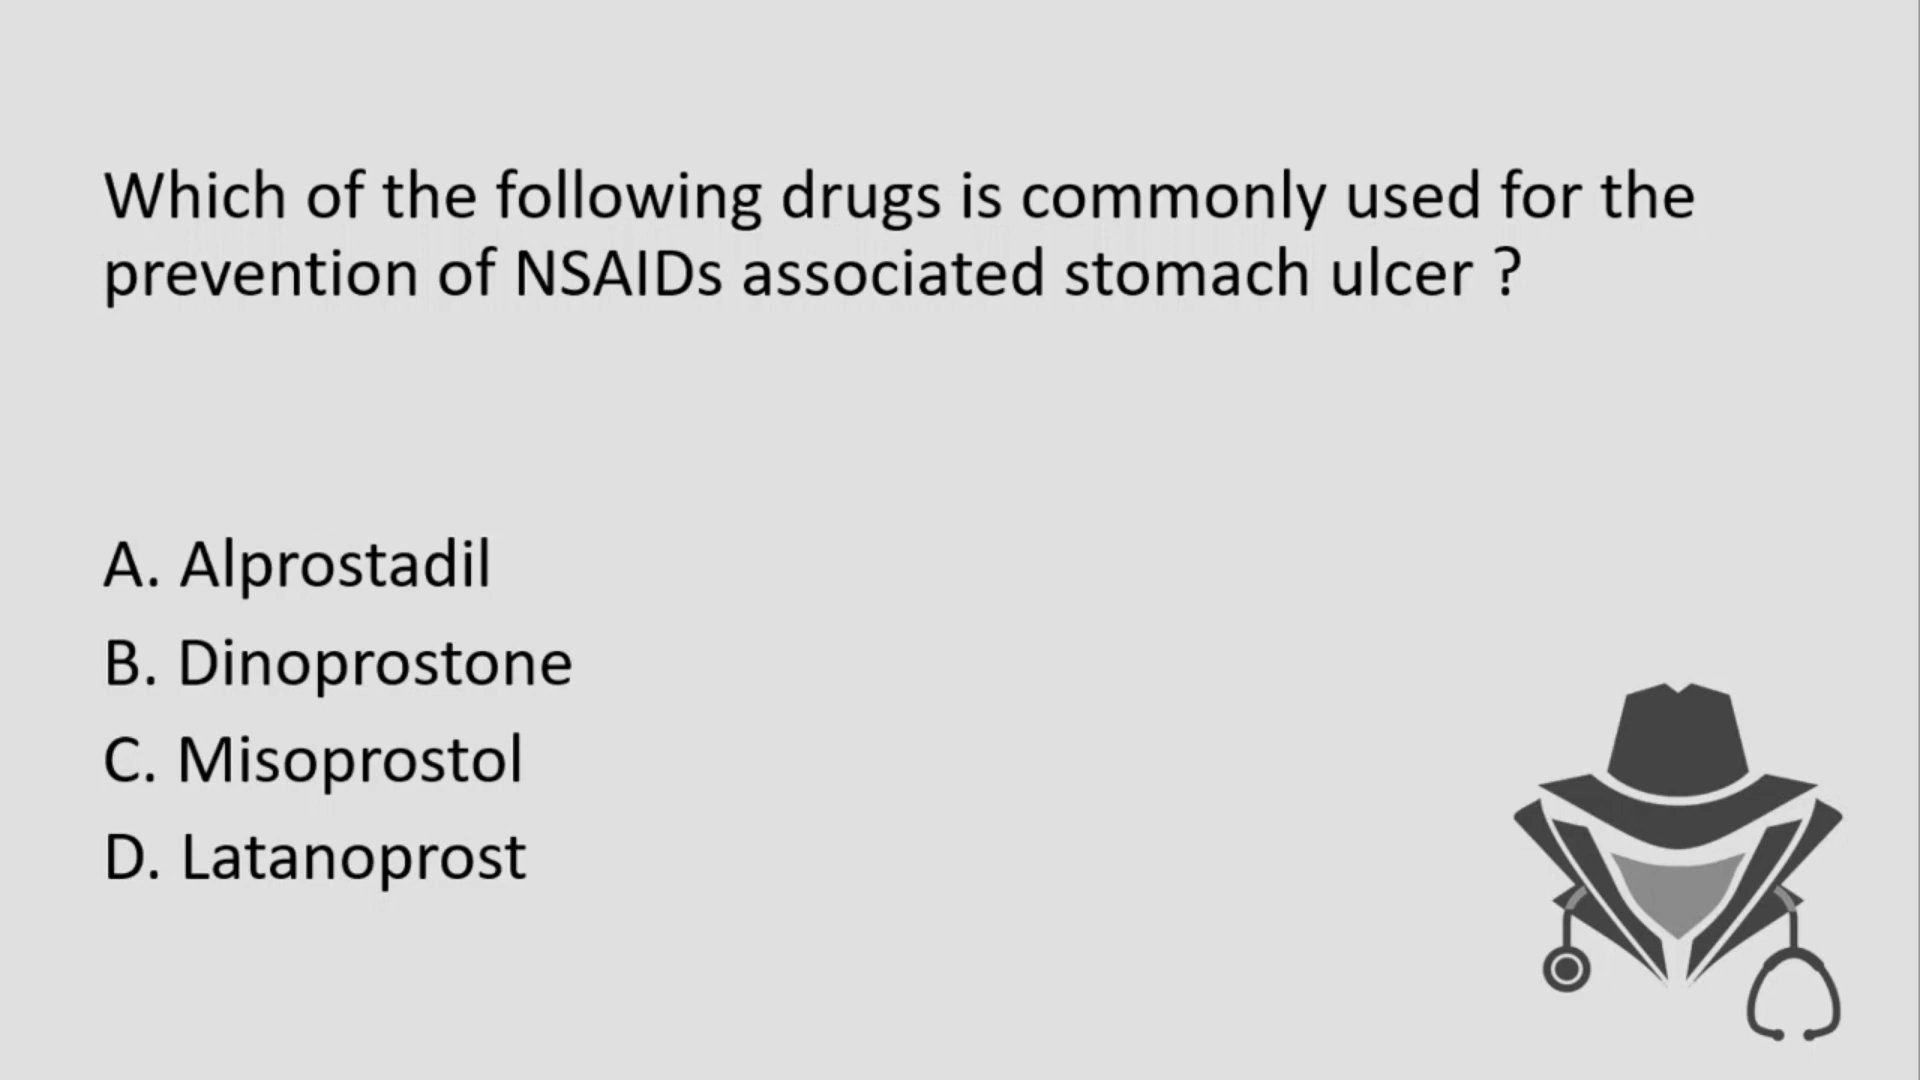 Which of the following drugs is commonly used for the
prevention of NSAIDs associated stomach ulcer ?
A. Alprostadil
B. Dinoprostone
C. Misoprostol
D. Latanoprost